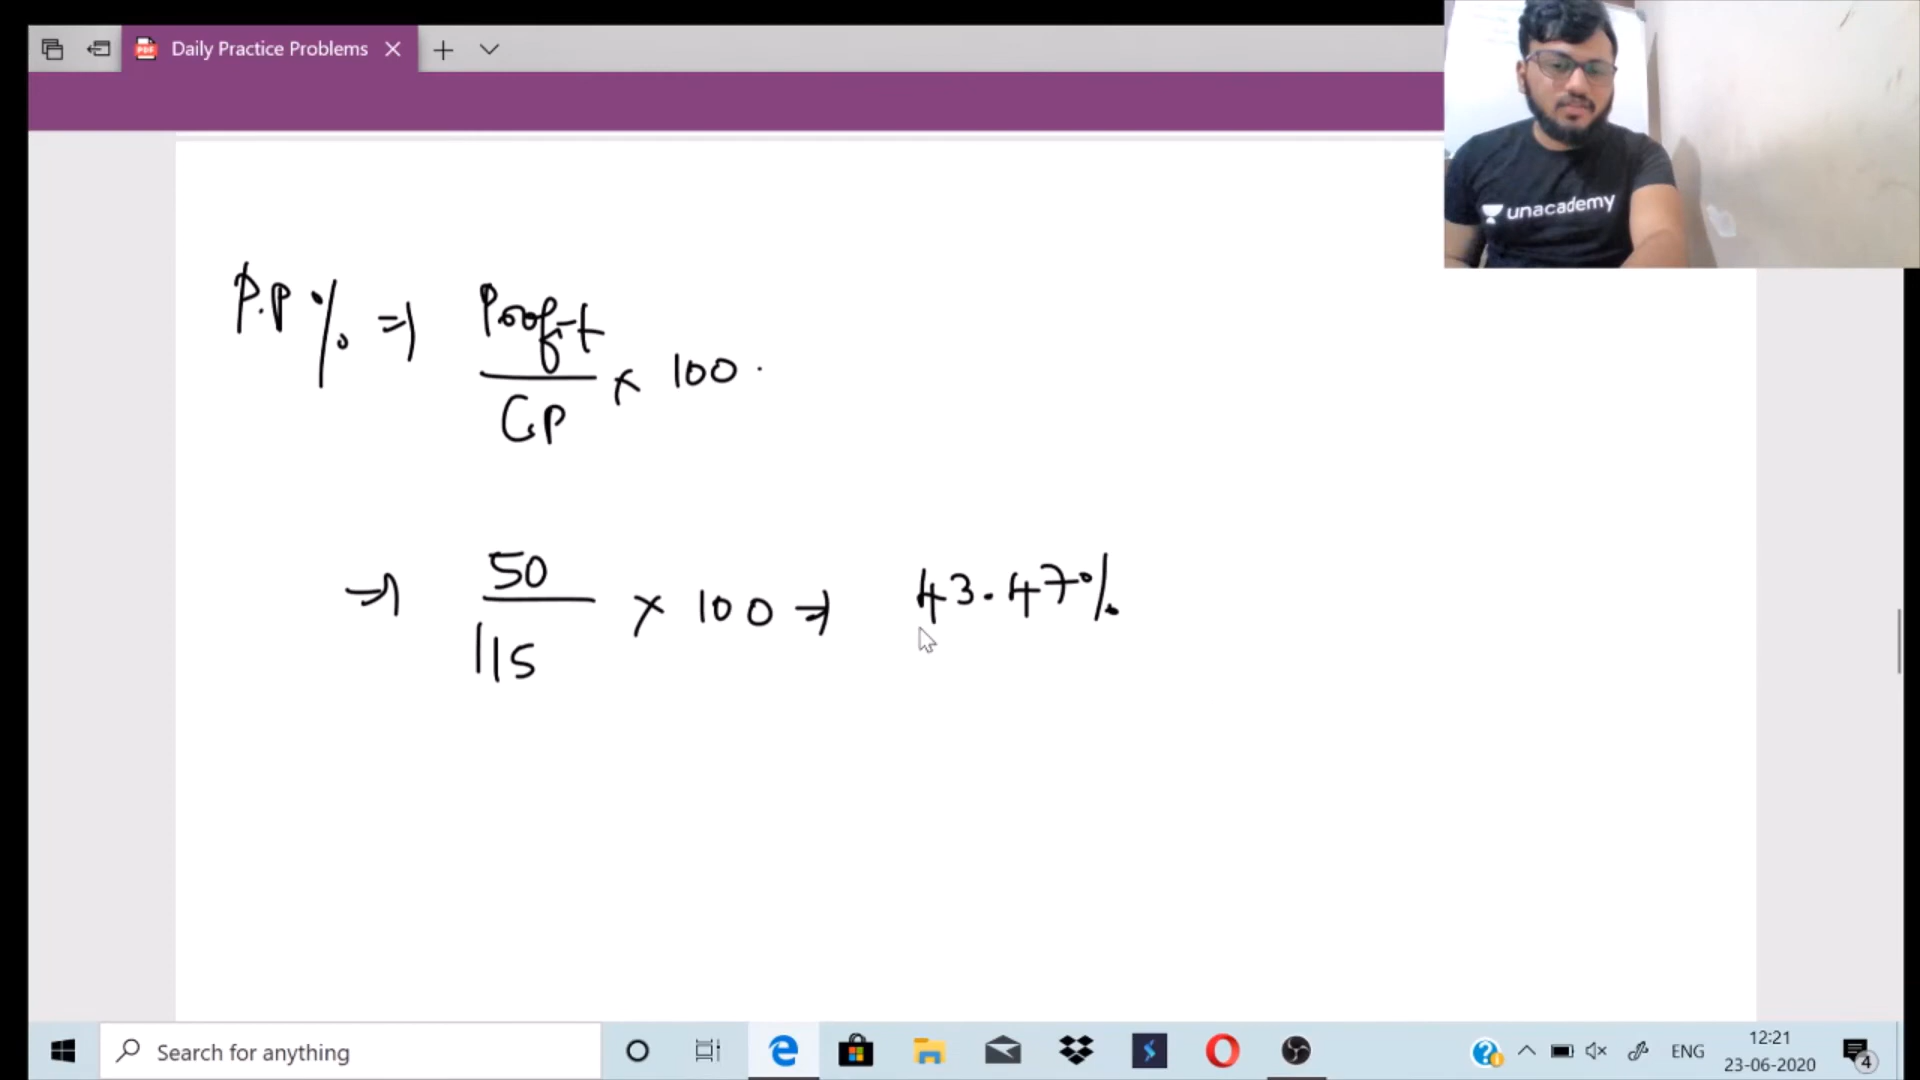 Daily Practice Problems
unacademy
P.P % ⇒ Profit / CP × 100.
⇒ 50 / 115 × 100 ⇒ 43.47%
Search for anything
ENG
12:21
23-06-2020
4